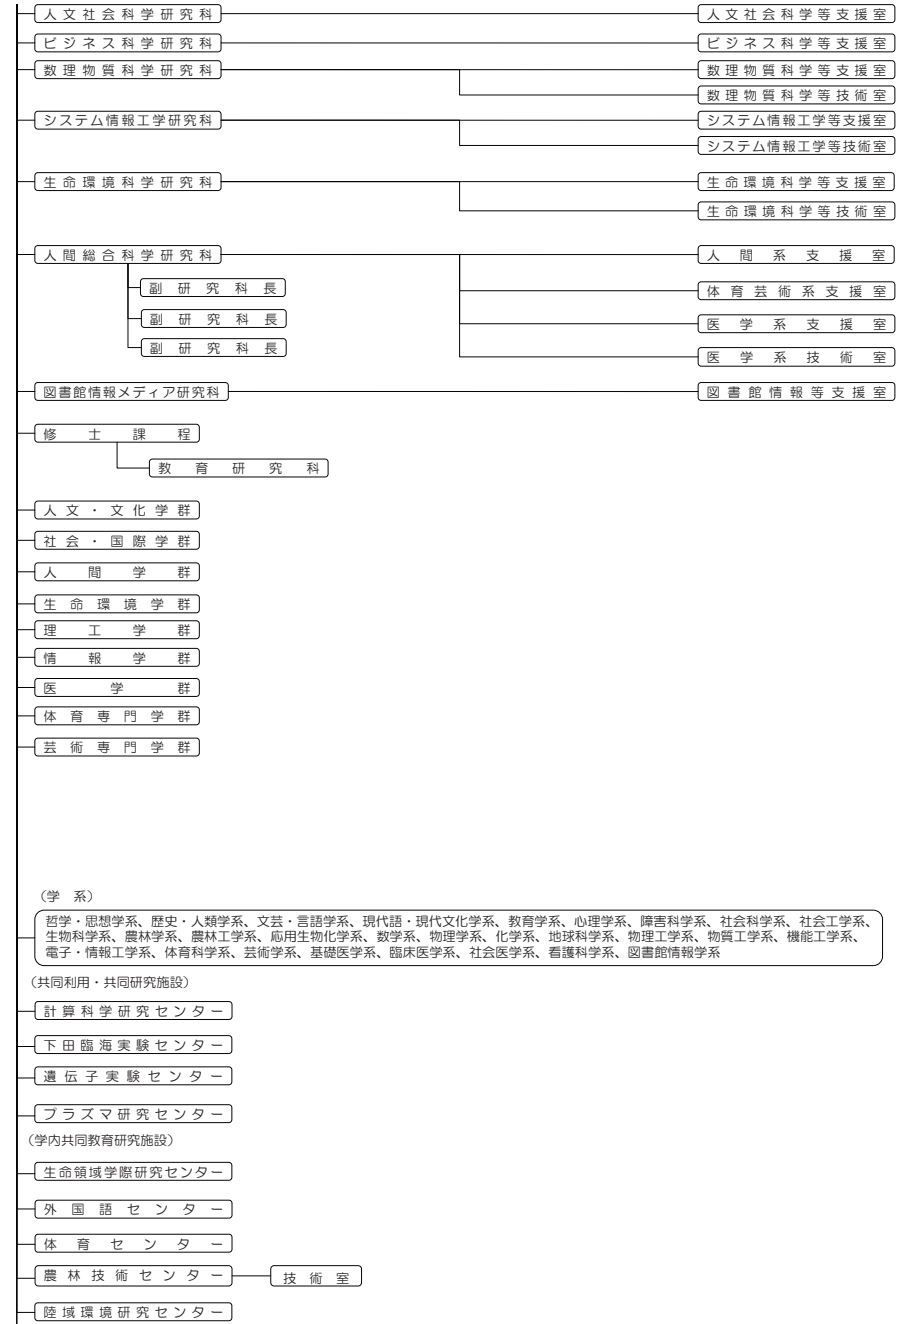 人文社会科学研究科 人文社会科学等支援室
ビジネス科学研究科 ビジネス科学等支援室
数理物質科学研究科 数理物質科学等支援室
数理物質科学等技術室
システム情報工学研究科 システム情報工学等支援室
システム情報工学等技術室
生命環境科学研究科 生命環境科学等支援室
生命環境科学等技術室
人間総合科学研究科 人間系支援室
副研究科長 体育芸術系支援室
副研究科長 医学系支援室
副研究科長 医学系技術室
図書館情報メディア研究科 図書館情報等支援室
修士課程
教育研究科
人文・文化学群
社会・国際学群
人間学群
生命環境学群
理工学群
情報学群
医学群
体育専門学群
芸術専門学群
（学　系）
哲学・思想学系、歴史・人類学系、文芸・言語学系、現代語・現代文化学系、教育学系、心理学系、障害科学系、社会科学系、社会工学系、
生物科学系、農林学系、農林工学系、応用生物化学系、数学系、物理学系、化学系、地球科学系、物理工学系、物質工学系、機能工学系、
電子・情報工学系、体育科学系、芸術学系、基礎医学系、臨床医学系、社会医学系、看護科学系、図書館情報学系
（共同利用・共同研究施設）
計算科学研究センター
下田臨海実験センター
遺伝子実験センター
プラズマ研究センター
（学内共同教育研究施設）
生命領域学際研究センター
外国語センター
体育センター
農林技術センター 技術室
陸域環境研究センター